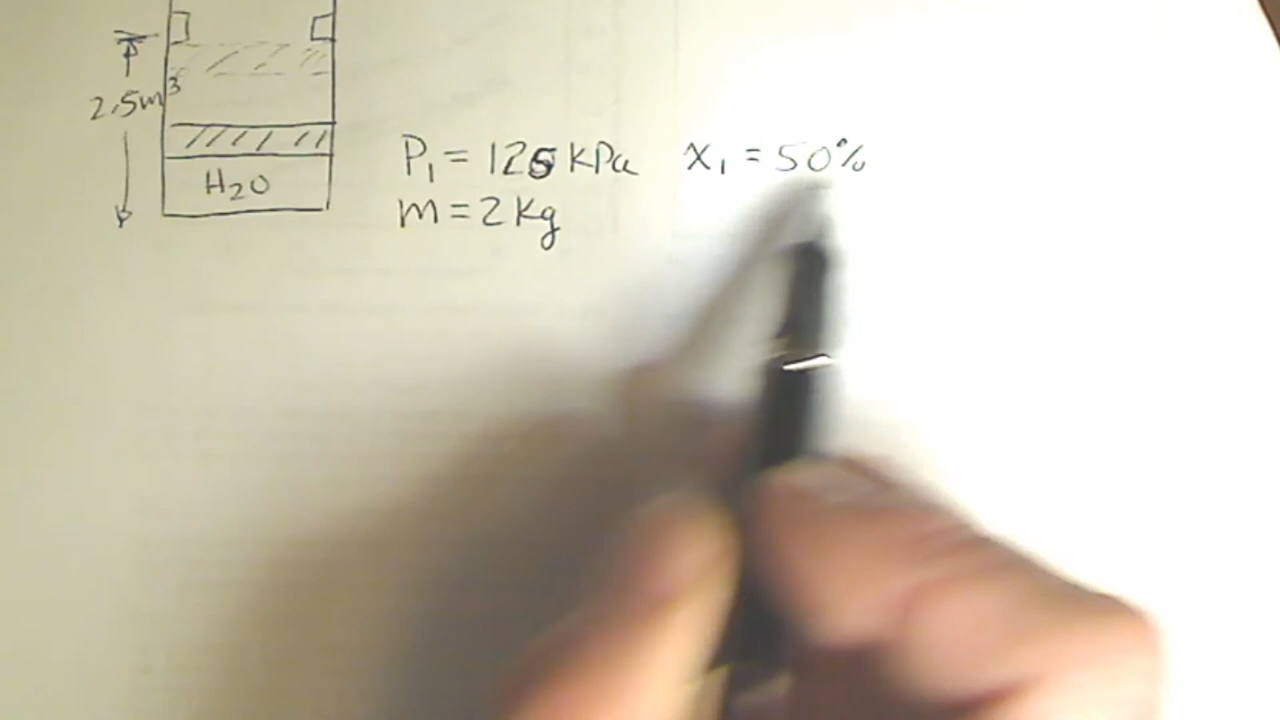 2.5m³
H₂O
P₁ = 125 kPa x₁ = 50%
m = 2 kg